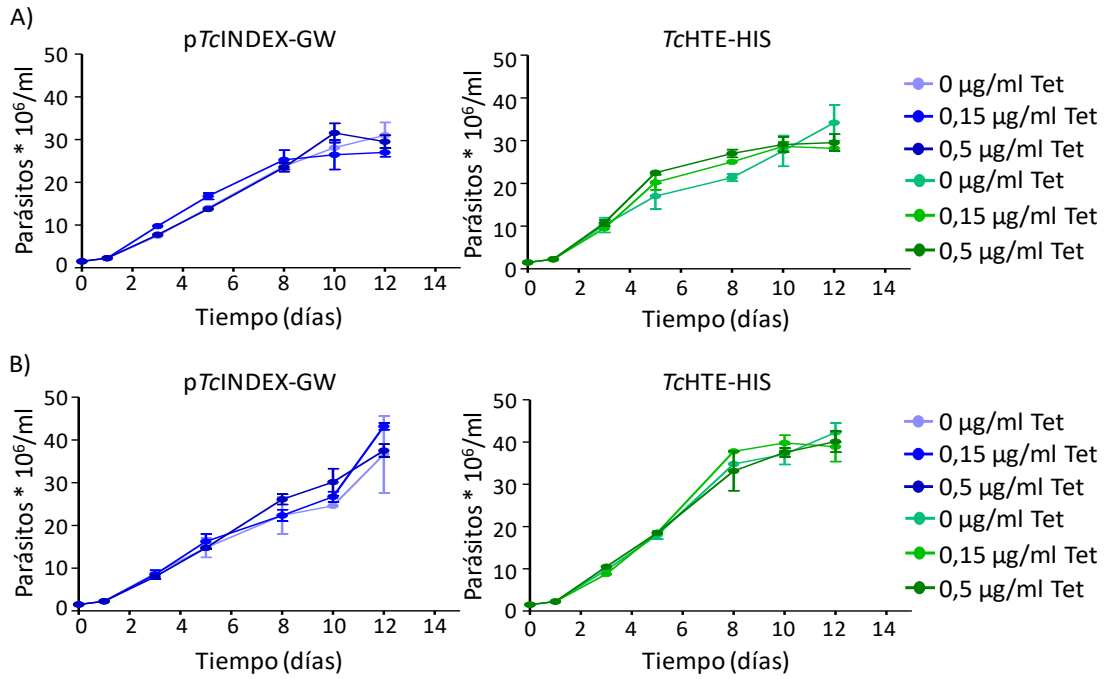 A)
pTcINDEX-GW
TcHTE-HIS
50
40
30
20
10
0
Parásitos * 10⁶/ml
0 2 4 6 8 10 12 14
Tiempo (días)
50
40
30
20
10
0
Parásitos * 10⁶/ml
0 2 4 6 8 10 12 14
Tiempo (días)
0 µg/ml Tet
0,15 µg/ml Tet
0,5 µg/ml Tet
0 µg/ml Tet
0,15 µg/ml Tet
0,5 µg/ml Tet
B)
pTcINDEX-GW
TcHTE-HIS
50
40
30
20
10
0
Parásitos * 10⁶/ml
0 2 4 6 8 10 12 14
Tiempo (días)
50
40
30
20
10
0
Parásitos * 10⁶/ml
0 2 4 6 8 10 12 14
Tiempo (días)
0 µg/ml Tet
0,15 µg/ml Tet
0,5 µg/ml Tet
0 µg/ml Tet
0,15 µg/ml Tet
0,5 µg/ml Tet